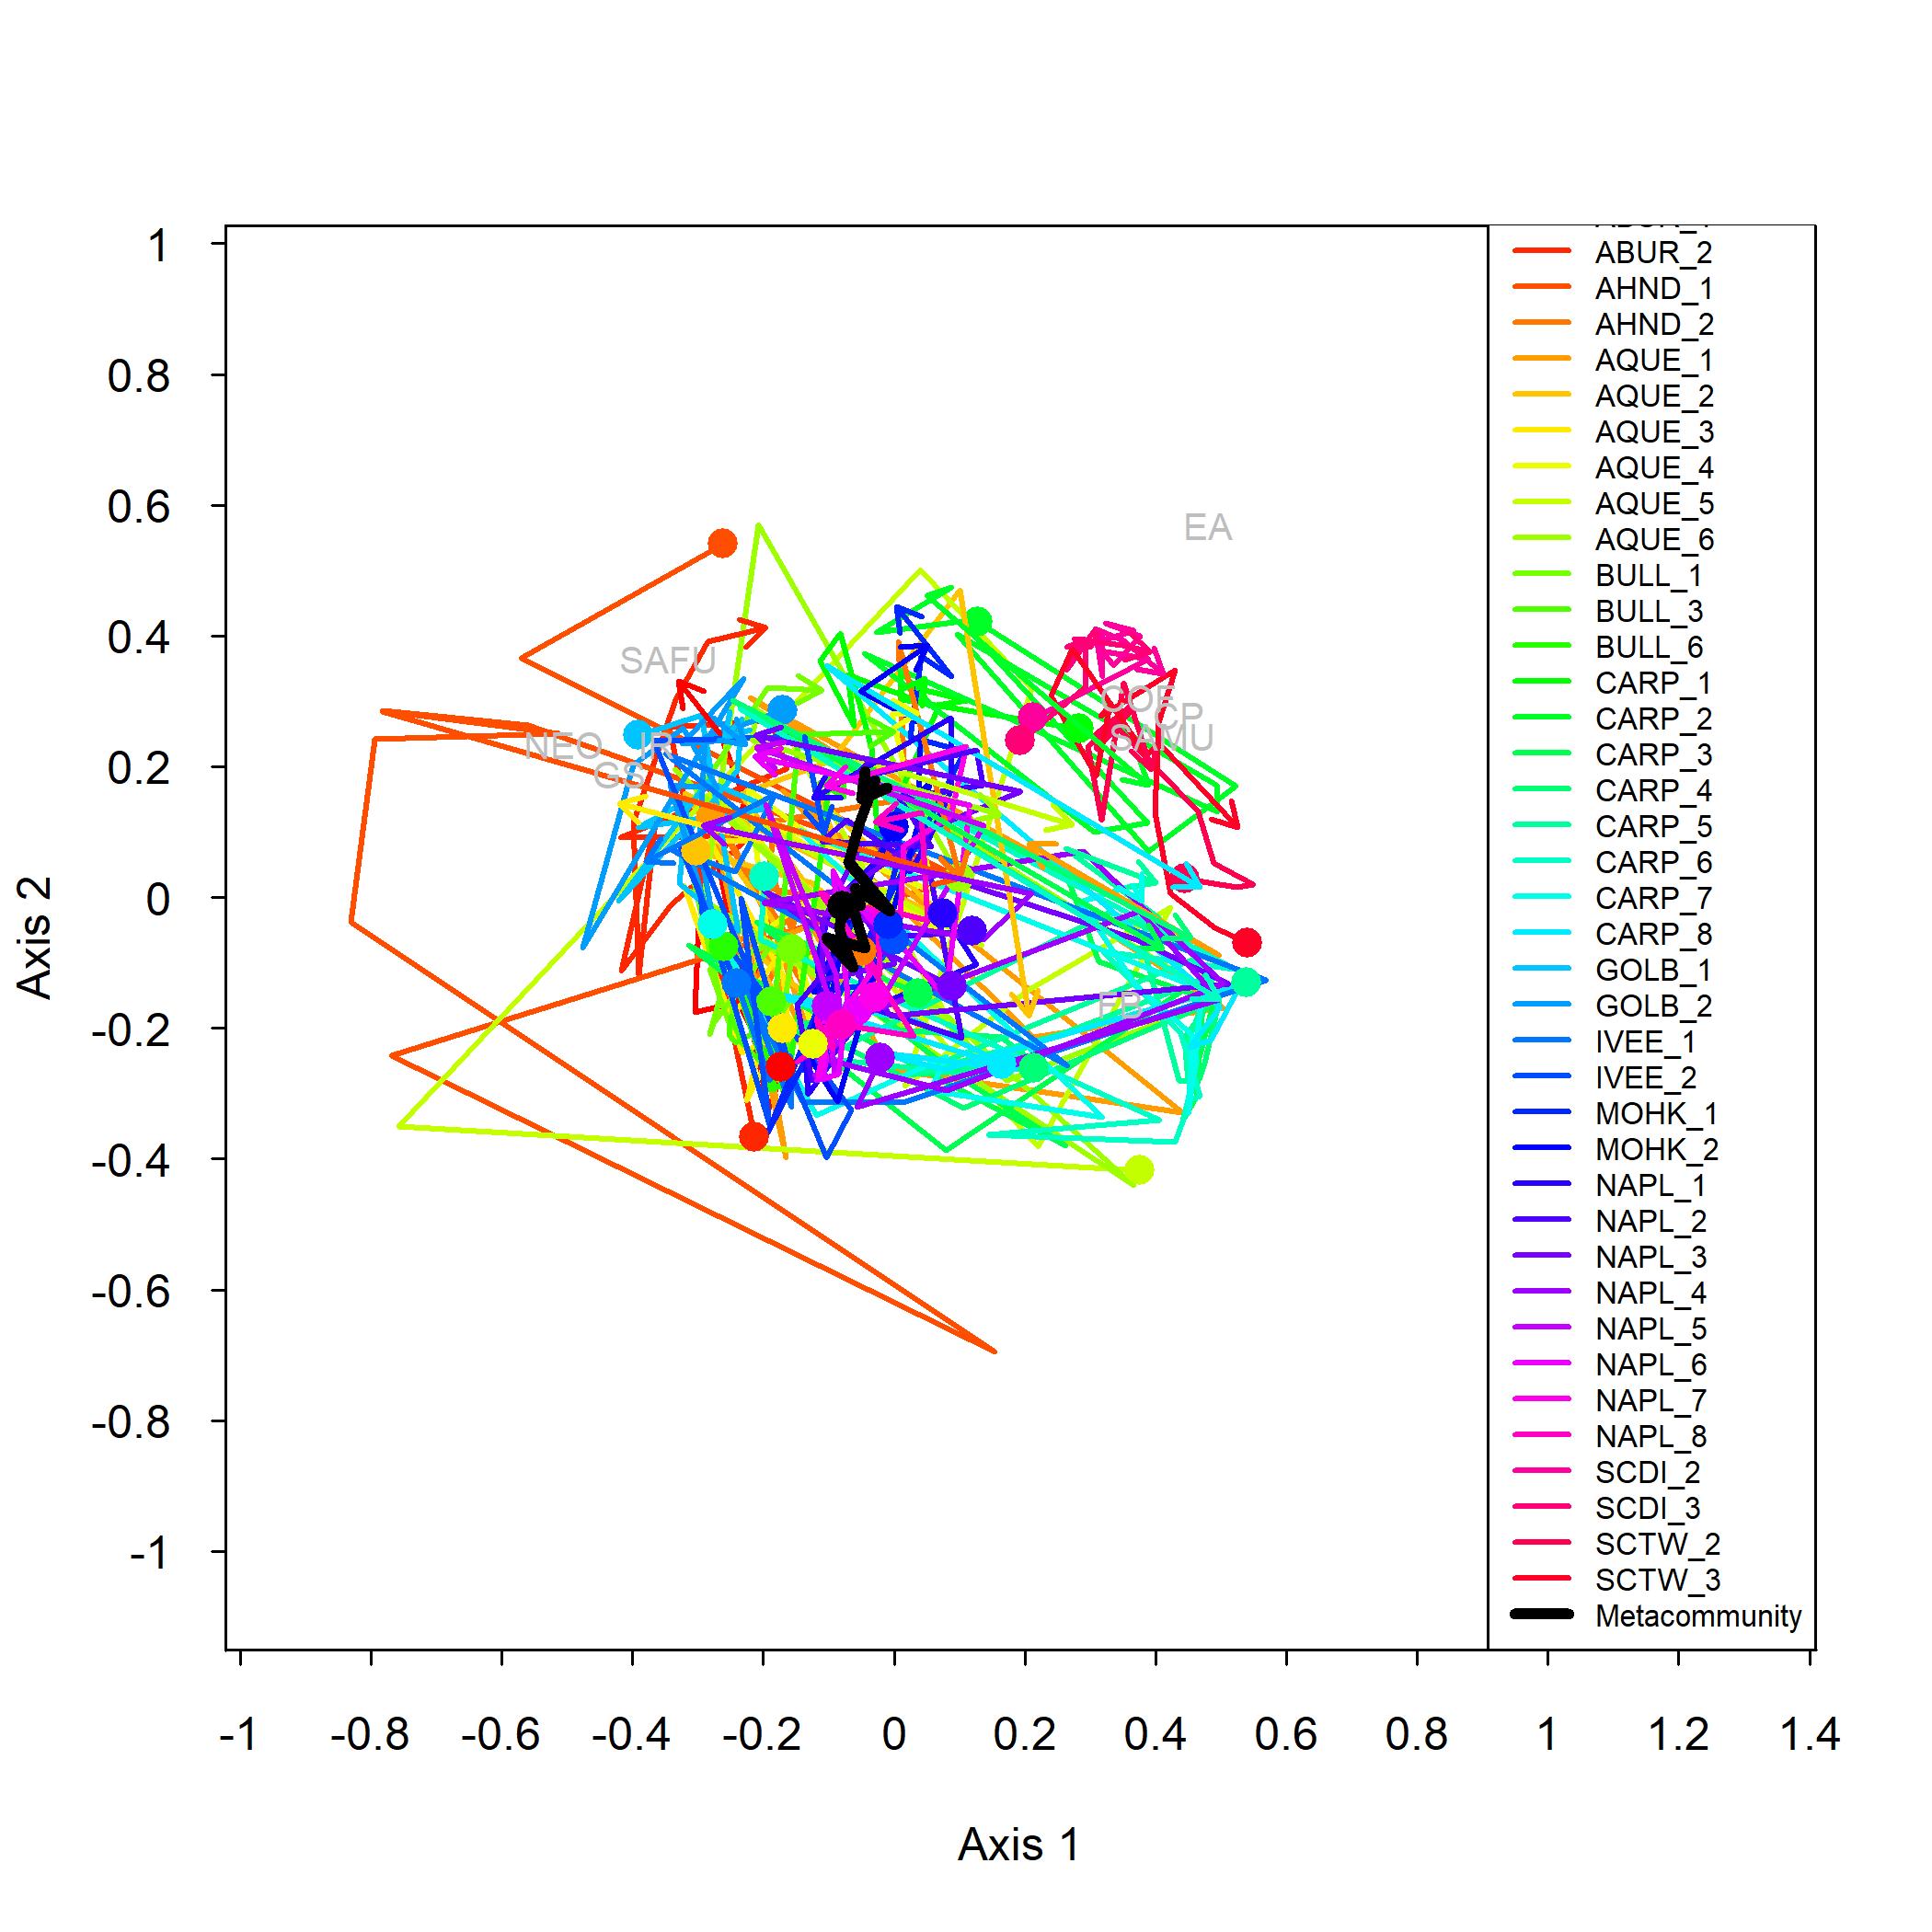 1
0.8
0.6
0.4
0.2
0
-0.2
-0.4
-0.6
-0.8
-1
Axis 2
EA
SAFU
COF
CP
SAMU
NEO
IR
GS
FB
ABUR_2
AHND_1
AHND_2
AQUE_1
AQUE_2
AQUE_3
AQUE_4
AQUE_5
AQUE_6
BULL_1
BULL_3
BULL_6
CARP_1
CARP_2
CARP_3
CARP_4
CARP_5
CARP_6
CARP_7
CARP_8
GOLB_1
GOLB_2
IVEE_1
IVEE_2
MOHK_1
MOHK_2
NAPL_1
NAPL_2
NAPL_3
NAPL_4
NAPL_5
NAPL_6
NAPL_7
NAPL_8
SCDI_2
SCDI_3
SCTW_2
SCTW_3
Metacommunity
-1 -0.8 -0.6 -0.4 -0.2 0 0.2 0.4 0.6 0.8 1 1.2 1.4
Axis 1